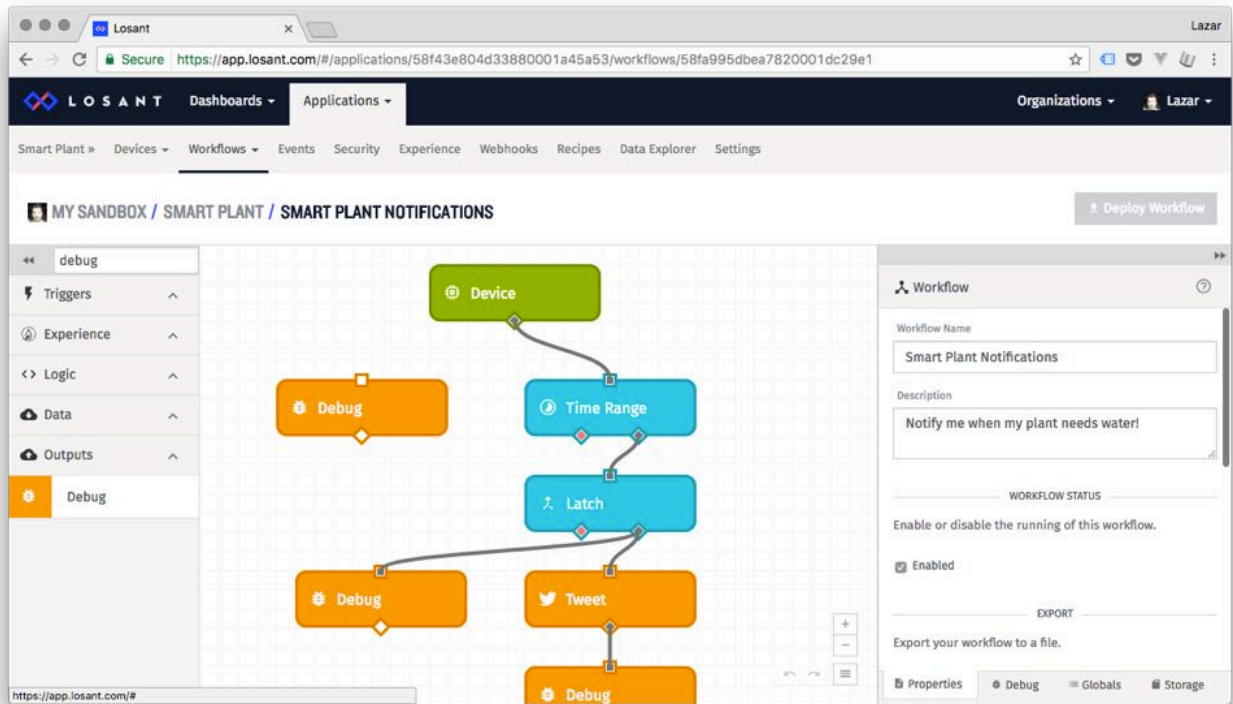 Losant
Lazar
Secure https://app.losant.com/#/applications/58f43e804d33880001a45a53/workflows/58fa995dbea7820001dc29e1
LOSANT Dashboards Applications Organizations Lazar
Smart Plant » Devices Workflows Events Security Experience Webhooks Recipes Data Explorer Settings
MY SANDBOX / SMART PLANT / SMART PLANT NOTIFICATIONS
Deploy Workflow
debug
Triggers
Experience
<> Logic
Data
Outputs
Debug
Device
Debug
Time Range
Latch
Debug
Tweet
Debug
Workflow
Workflow Name
Smart Plant Notifications
Description
Notify me when my plant needs water!
WORKFLOW STATUS
Enable or disable the running of this workflow.
Enabled
EXPORT
Export your workflow to a file.
Properties Debug Globals Storage
https://app.losant.com/#